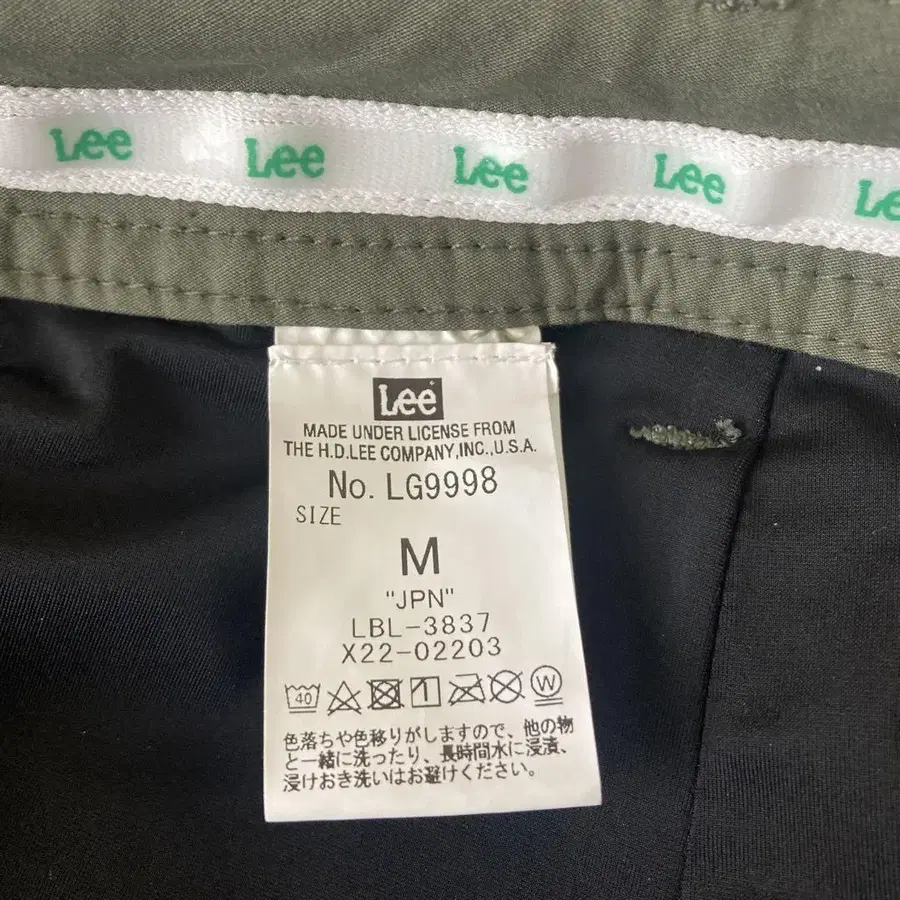 Lee Lee Lee Lee Le
Lee
MADE UNDER LICENSE FROM
THE H.D.LEE COMPANY,INC.,U.S.A.
No. LG9998
SIZE
M
"JPN"
LBL-3837
X22-02203
40 1 W
色落ちや色移りがしますので、他の物
と一緒に洗ったり、長時間水に浸漬、
浸けおき洗いはお避けください。